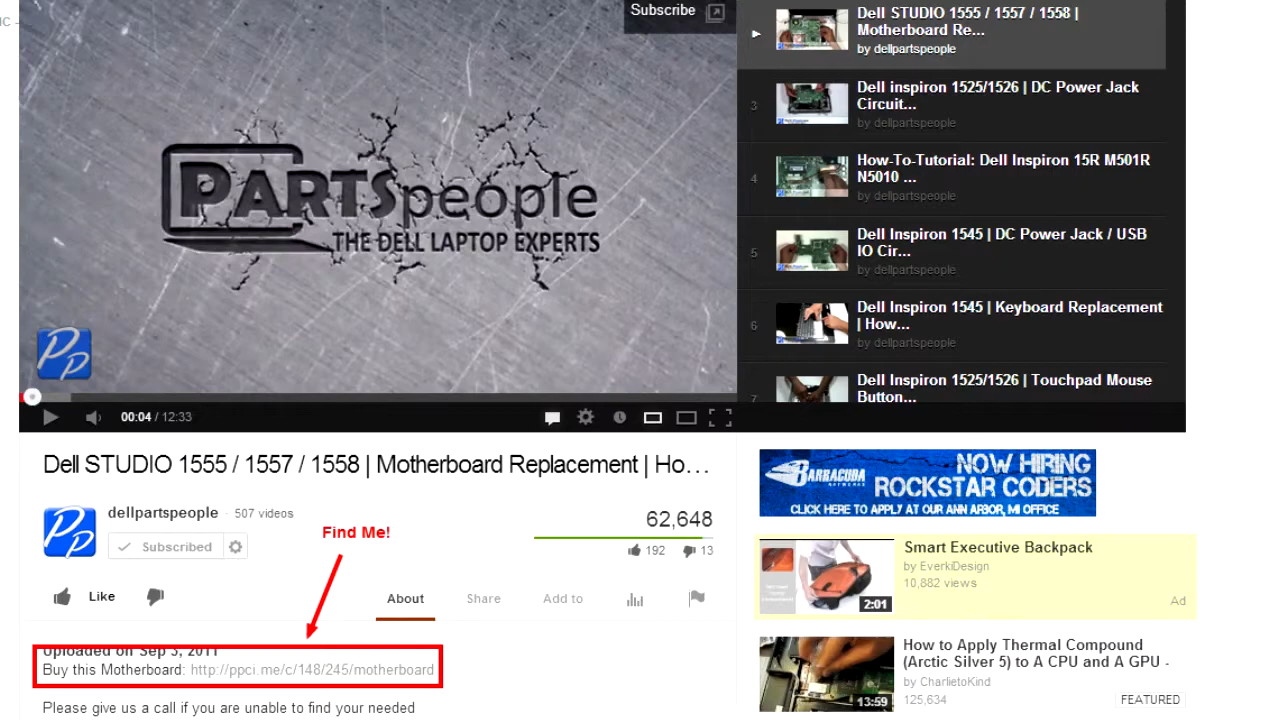 IC -
Subscribe
PARTSpeople
THE DELL LAPTOP EXPERTS
PP
00:04 / 12:33
Dell STUDIO 1555 / 1557 / 1558 |
Motherboard Re...
by dellpartspeople
3
Dell inspiron 1525/1526 | DC Power Jack
Circuit...
by dellpartspeople
4
How-To-Tutorial: Dell Inspiron 15R M501R
N5010 ...
by dellpartspeople
5
Dell Inspiron 1545 | DC Power Jack / USB
IO Cir...
by dellpartspeople
6
Dell Inspiron 1545 | Keyboard Replacement
| How...
by dellpartspeople
7
Dell Inspiron 1525/1526 | Touchpad Mouse
Button...
Dell STUDIO 1555 / 1557 / 1558 | Motherboard Replacement | Ho...
PP
dellpartspeople · 507 videos
Subscribed
Find Me!
62,648
192 13
Like
About Share Add to
Uploaded on Sep 3, 2011
Buy this Motherboard: http://ppci.me/c/148/245/motherboard
Please give us a call if you are unable to find your needed
BARRACUDA
NETWORKS
NOW HIRING
ROCKSTAR CODERS
CLICK HERE TO APPLY AT OUR ANN ARBOR, MI OFFICE
2:01
Smart Executive Backpack
by EverkiDesign
10,882 views
Ad
13:59
How to Apply Thermal Compound
(Arctic Silver 5) to A CPU and A GPU -
by CharlietoKind
125,634
FEATURED